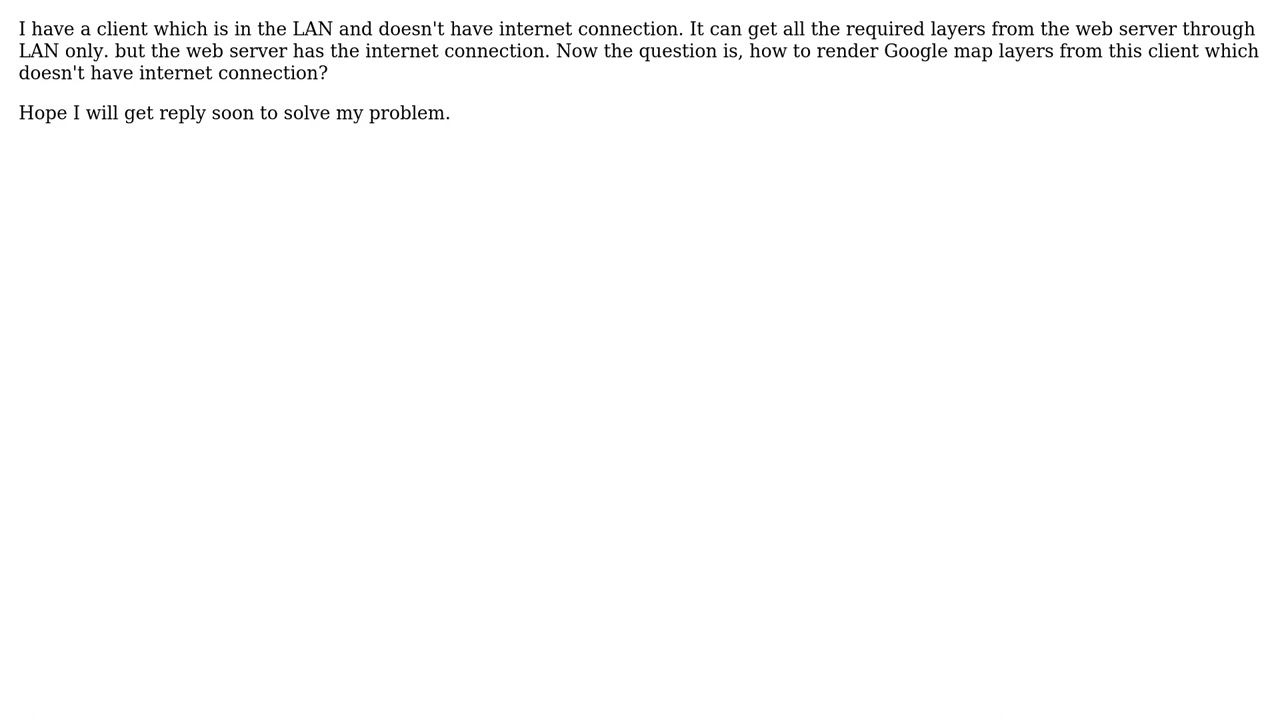 I have a client which is in the LAN and doesn't have internet connection. It can get all the required layers from the web server through
LAN only. but the web server has the internet connection. Now the question is, how to render Google map layers from this client which
doesn't have internet connection?
Hope I will get reply soon to solve my problem.